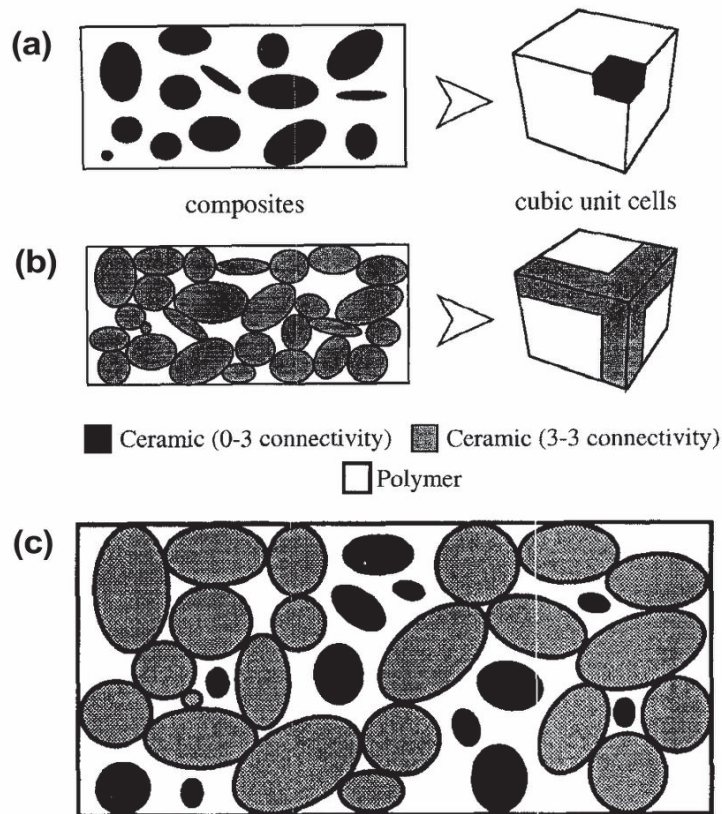 (a)
composites
cubic unit cells
(b)
Ceramic (0-3 connectivity) Ceramic (3-3 connectivity)
Polymer
(c)